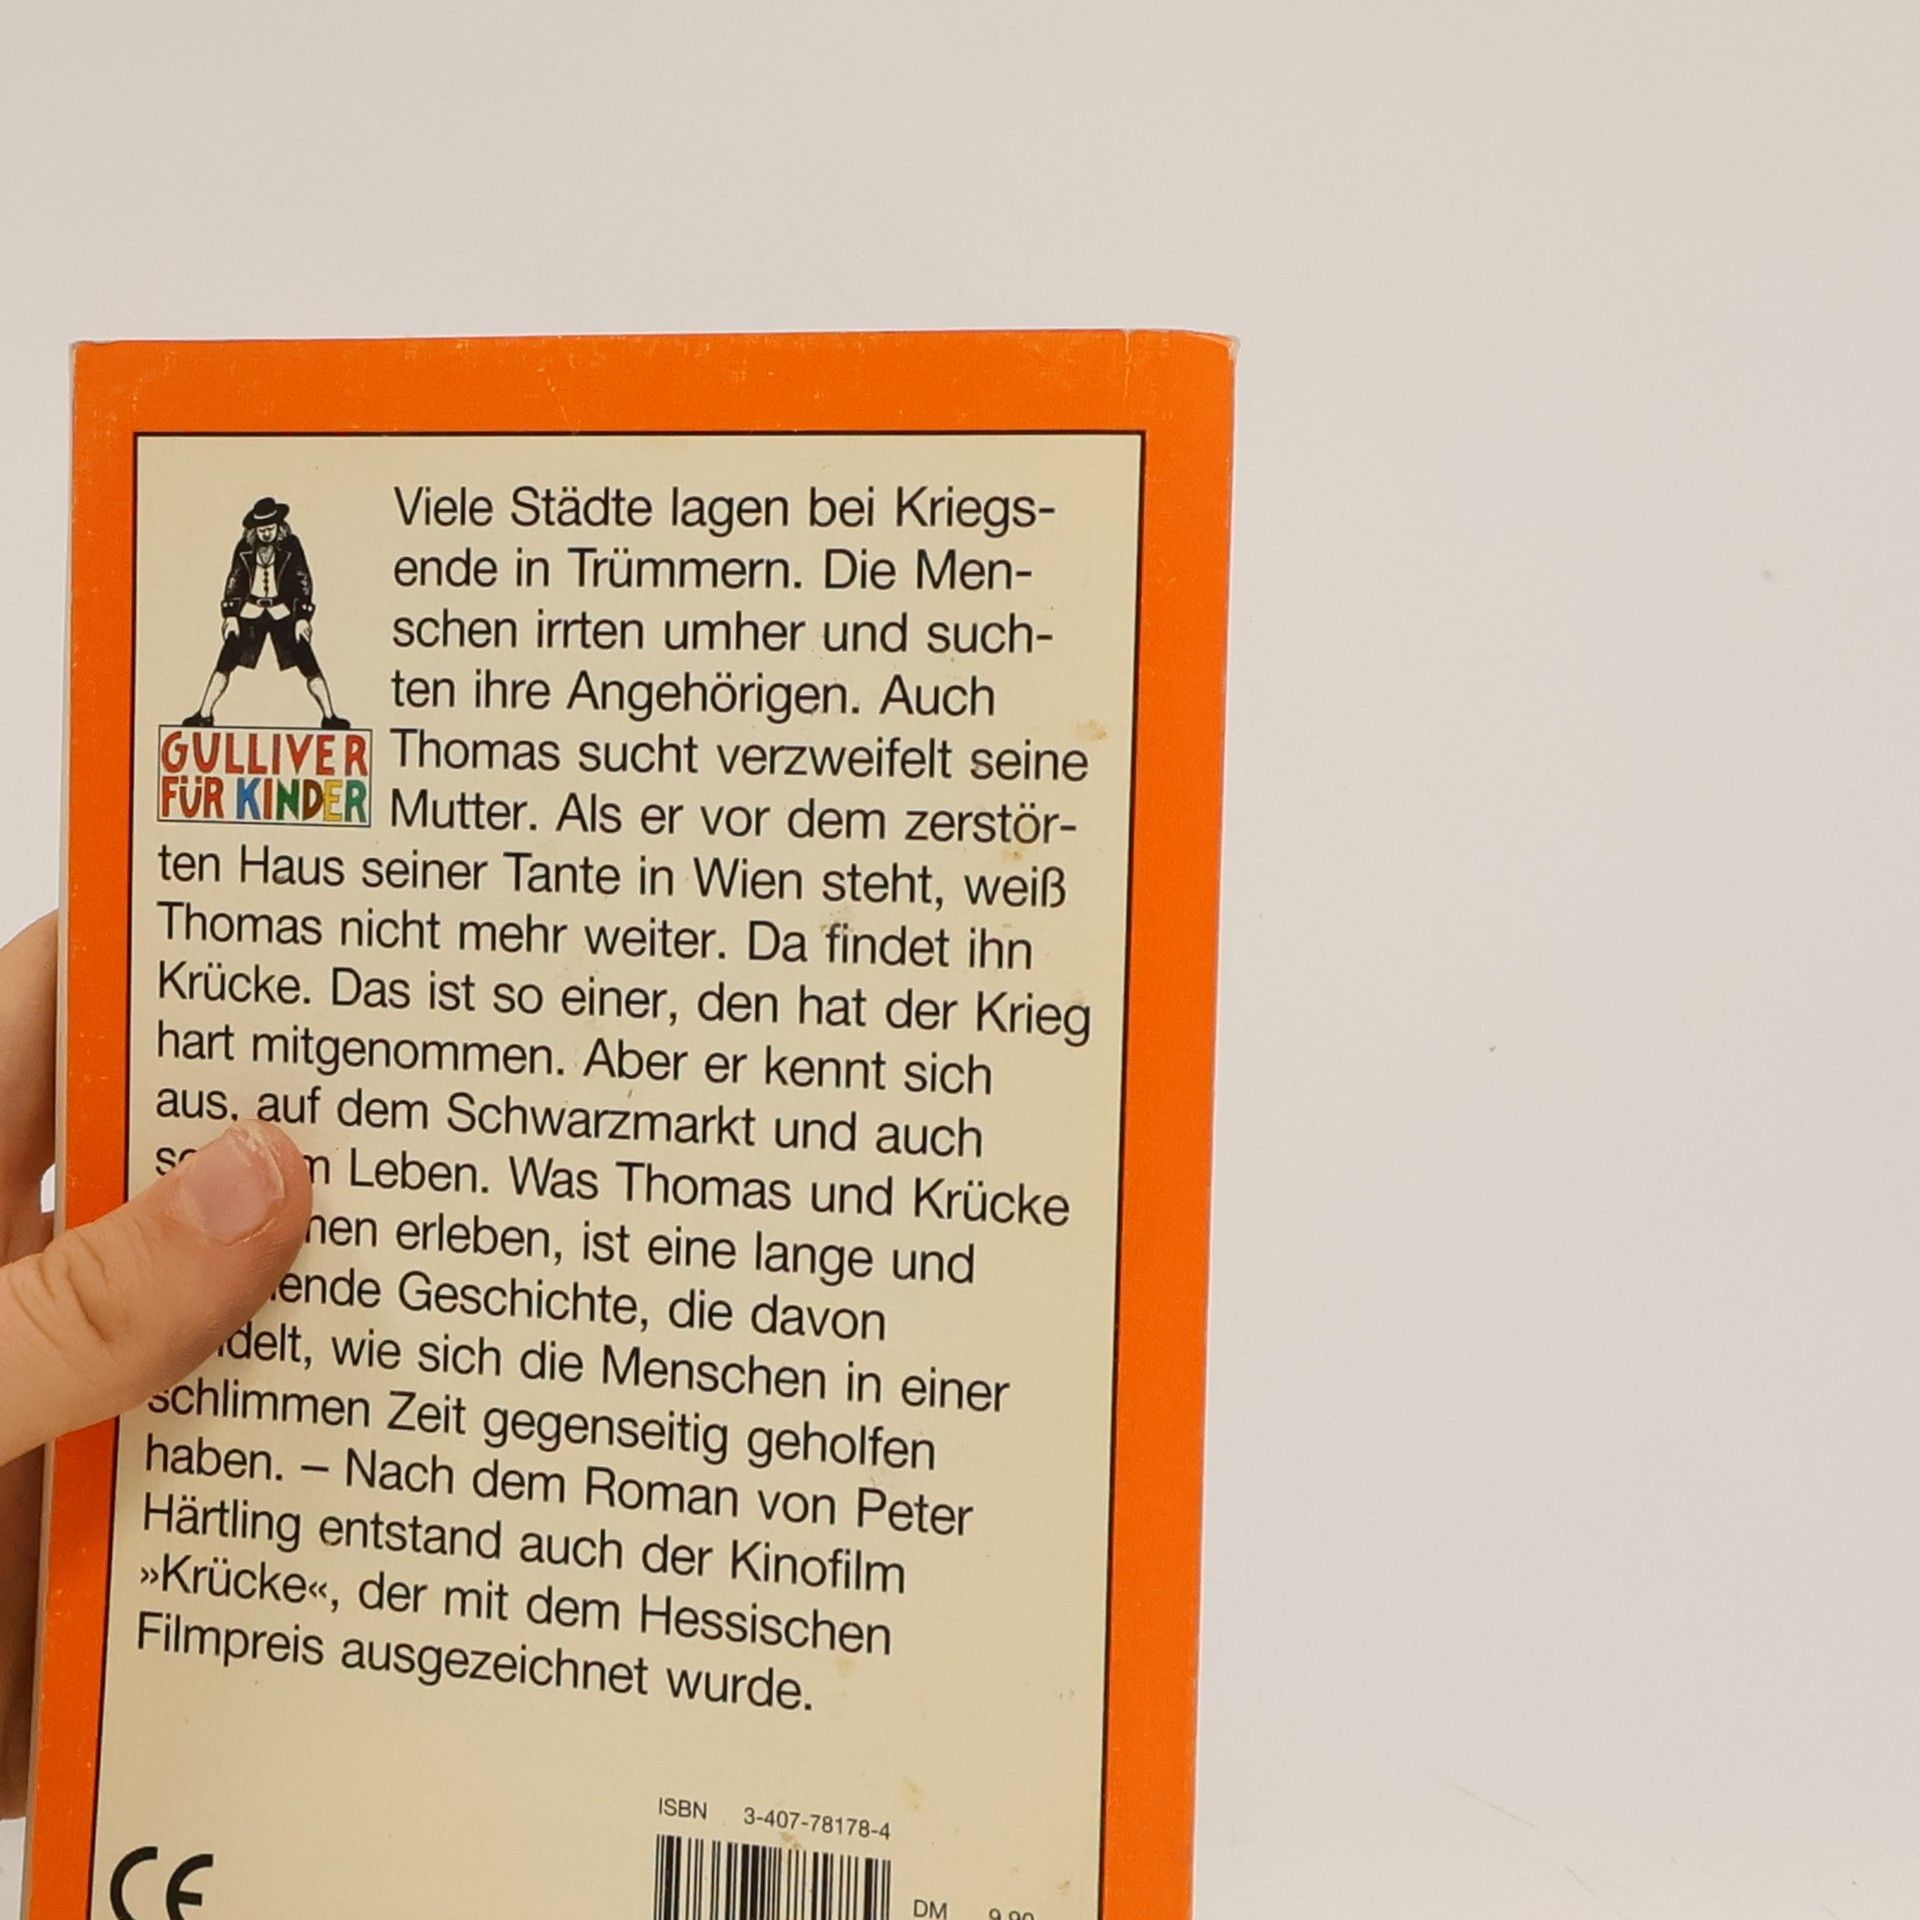 Viele Städte lagen bei Kriegs-
ende in Trümmern. Die Men-
schen irrten umher und such-
ten ihre Angehörigen. Auch
Thomas sucht verzweifelt seine
Mutter. Als er vor dem zerstör-
ten Haus seiner Tante in Wien steht, weiß
Thomas nicht mehr weiter. Da findet ihn
Krücke. Das ist so einer, den hat der Krieg
hart mitgenommen. Aber er kennt sich
aus, auf dem Schwarzmarkt und auch
Leben. Was Thomas und Krücke
erleben, ist eine lange und
Geschichte, die davon
wie sich die Menschen in einer
schlimmen Zeit gegenseitig geholfen
haben. – Nach dem Roman von Peter
Härtling entstand auch der Kinofilm
»Krücke«, der mit dem Hessischen
Filmpreis ausgezeichnet wurde.
GULLIVER
FÜR KINDER
ISBN 3-407-78178-4
CE
DM 9.90